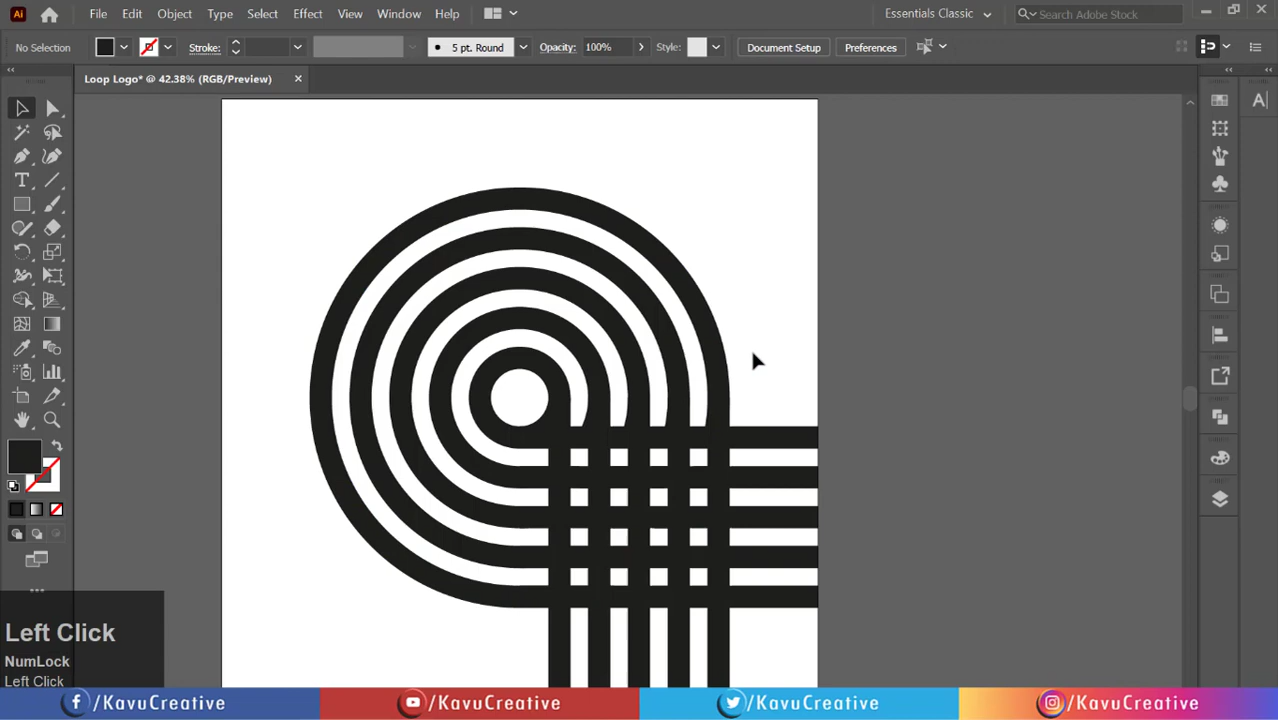 Ai File Edit Object Type Select Effect View Window Help Essentials Classic Search Adobe Stock
No Selection Stroke: 5 pt. Round Opacity: 100% Style: Document Setup Preferences
Loop Logo* @ 42.38% (RGB/Preview)
Left Click
NumLock
Left Click
/KavuCreative /KavuCreative /KavuCreative /KavuCreative